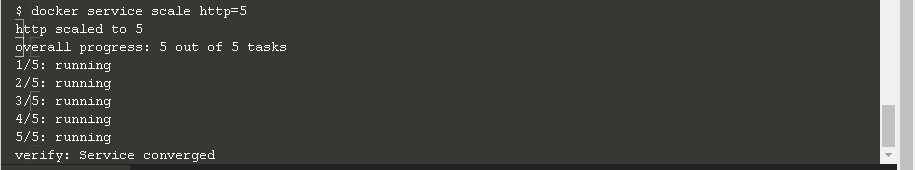 $ docker service scale http=5
http scaled to 5
overall progress: 5 out of 5 tasks
1/5: running
2/5: running
3/5: running
4/5: running
5/5: running
verify: Service converged